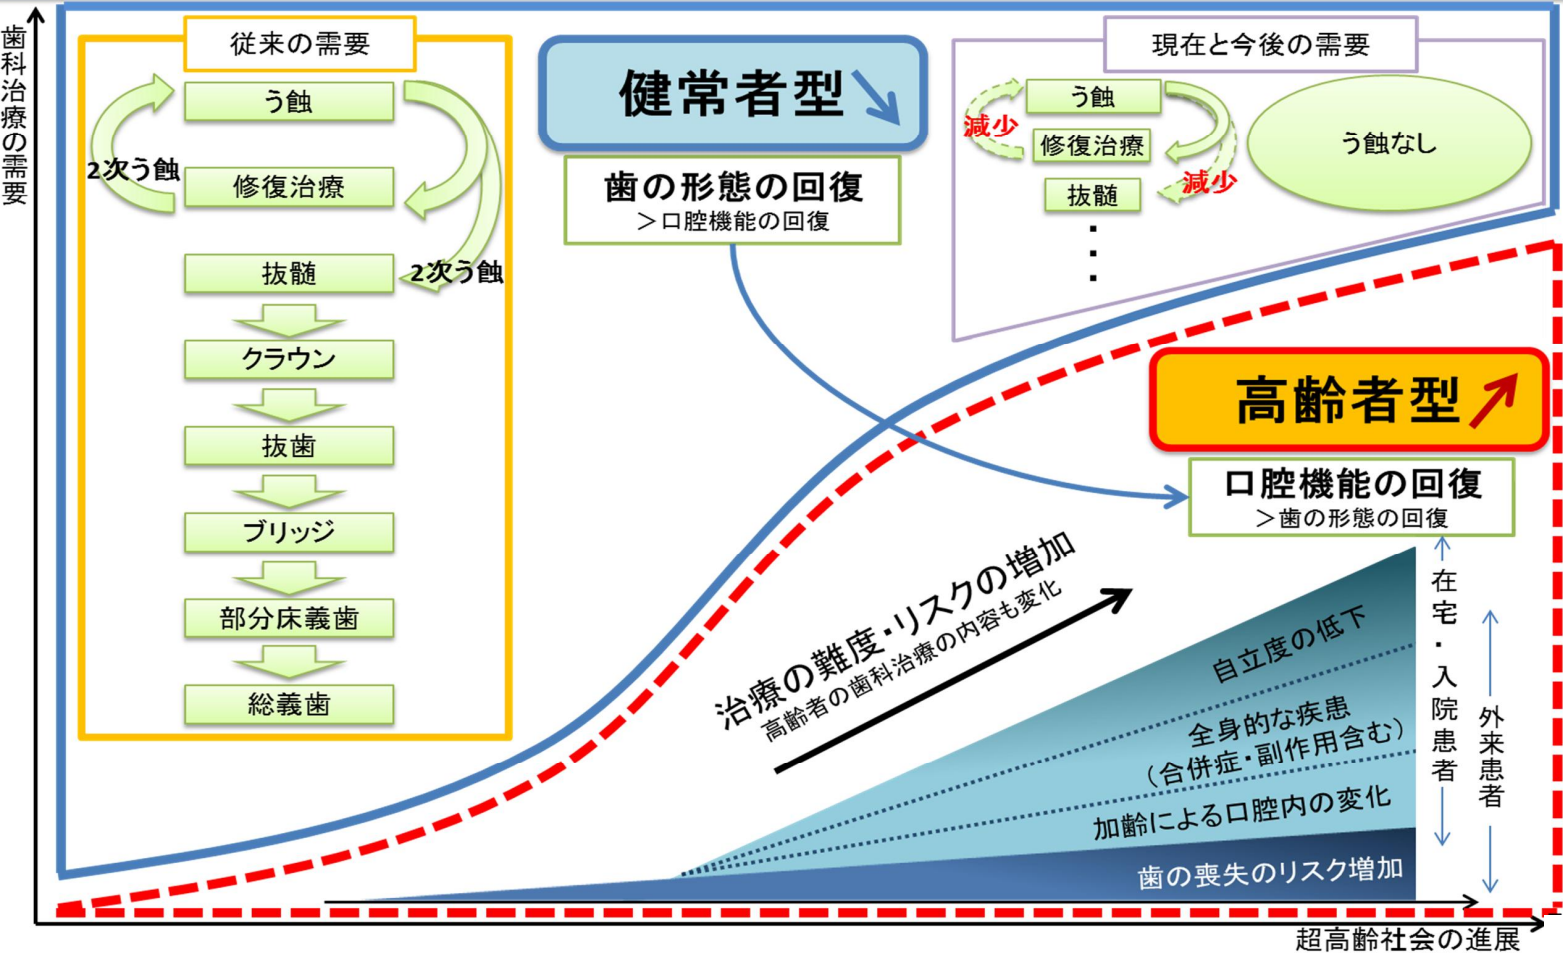 歯科治療の需要
従来の需要
う蝕
2次う蝕
修復治療
抜髄
2次う蝕
クラウン
抜歯
ブリッジ
部分床義歯
総義歯
健常者型
歯の形態の回復
＞口腔機能の回復
現在と今後の需要
う蝕
減少
修復治療
減少
抜髄
・
・
・
う蝕なし
高齢者型
口腔機能の回復
＞歯の形態の回復
治療の難度・リスクの増加
高齢者の歯科治療の内容も変化
自立度の低下
全身的な疾患
（合併症・副作用含む）
加齢による口腔内の変化
歯の喪失のリスク増加
在宅・入院患者
外来患者
超高齢社会の進展